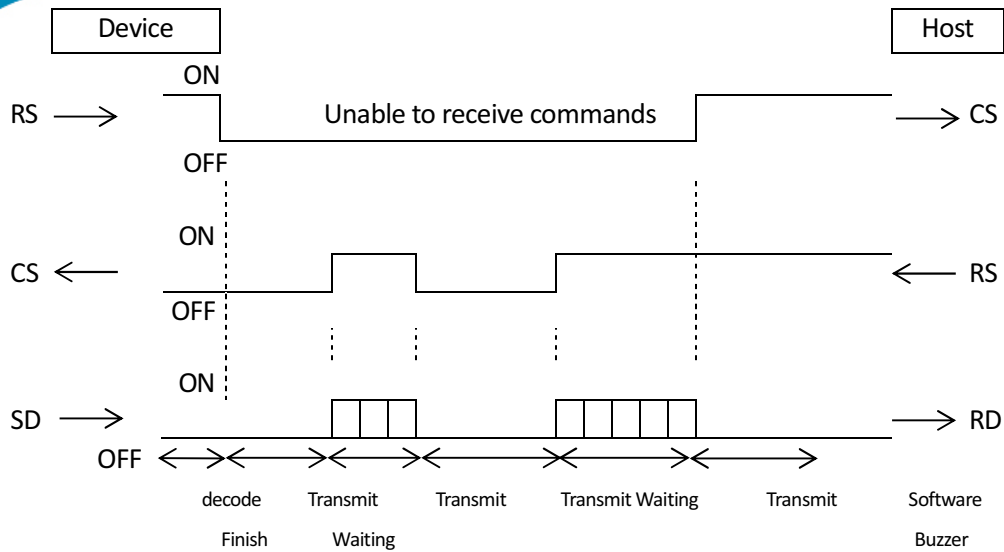 Device Host
ON
RS Unable to receive commands CS
OFF
ON
CS RS
OFF
ON
SD RD
OFF
decode Transmit Transmit Transmit Waiting Transmit Software
Finish Waiting Buzzer